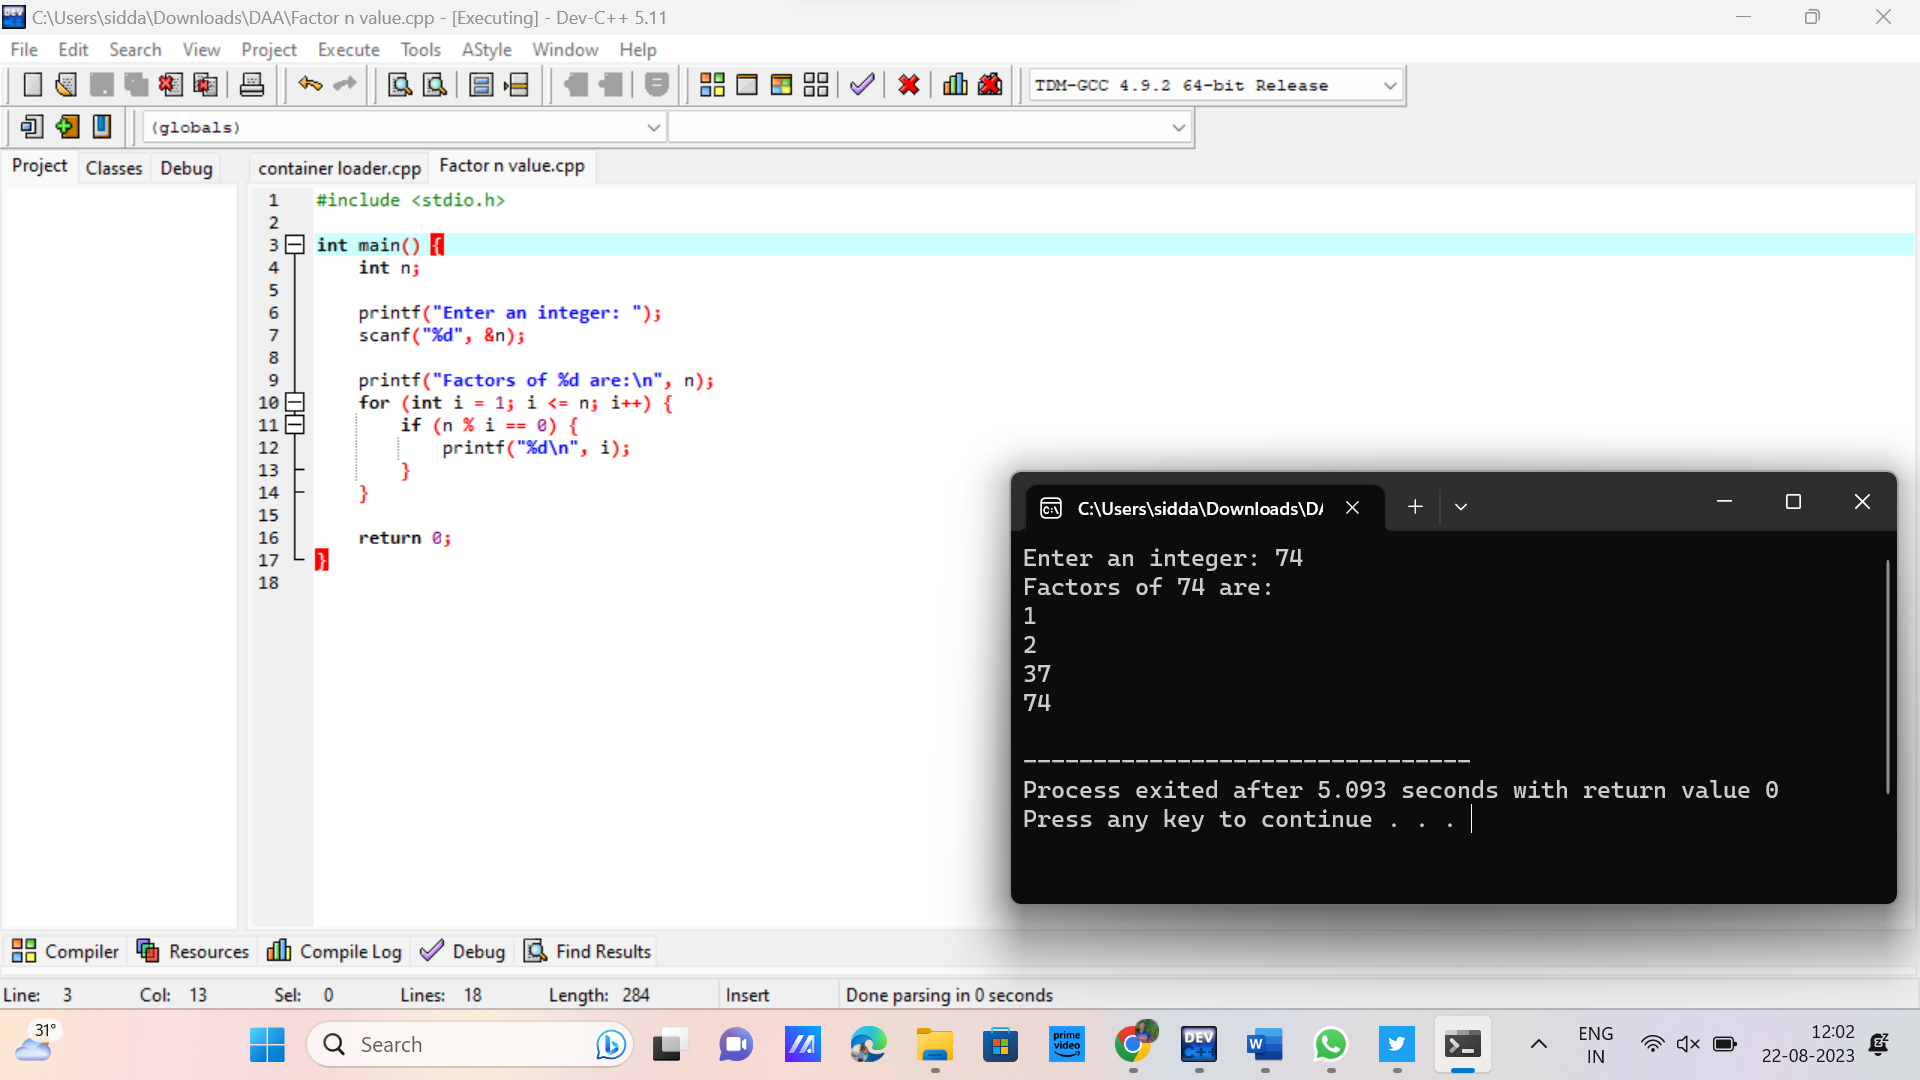 C:\Users\sidda\Downloads\DAA\Factor n value.cpp - [Executing] - Dev-C++ 5.11
File Edit Search View Project Execute Tools AStyle Window Help
TDM-GCC 4.9.2 64-bit Release
(globals)
Project Classes Debug container loader.cpp Factor n value.cpp
1 #include <stdio.h>
2
3 int main() {
4 int n;
5
6 printf("Enter an integer: ");
7 scanf("%d", &n);
8
9 printf("Factors of %d are:\n", n);
10 for (int i = 1; i <= n; i++) {
11 if (n % i == 0) {
12 printf("%d\n", i);
13 }
14 }
15
16 return 0;
17 }
18
C:\Users\sidda\Downloads\DA
Enter an integer: 74
Factors of 74 are:
1
2
37
74
--------------------------------
Process exited after 5.093 seconds with return value 0
Press any key to continue . . .
Compiler Resources Compile Log Debug Find Results
Line: 3 Col: 13 Sel: 0 Lines: 18 Length: 284 Insert Done parsing in 0 seconds
31°
Search
prime video
DEV C++
W
ENG
IN
12:02
22-08-2023